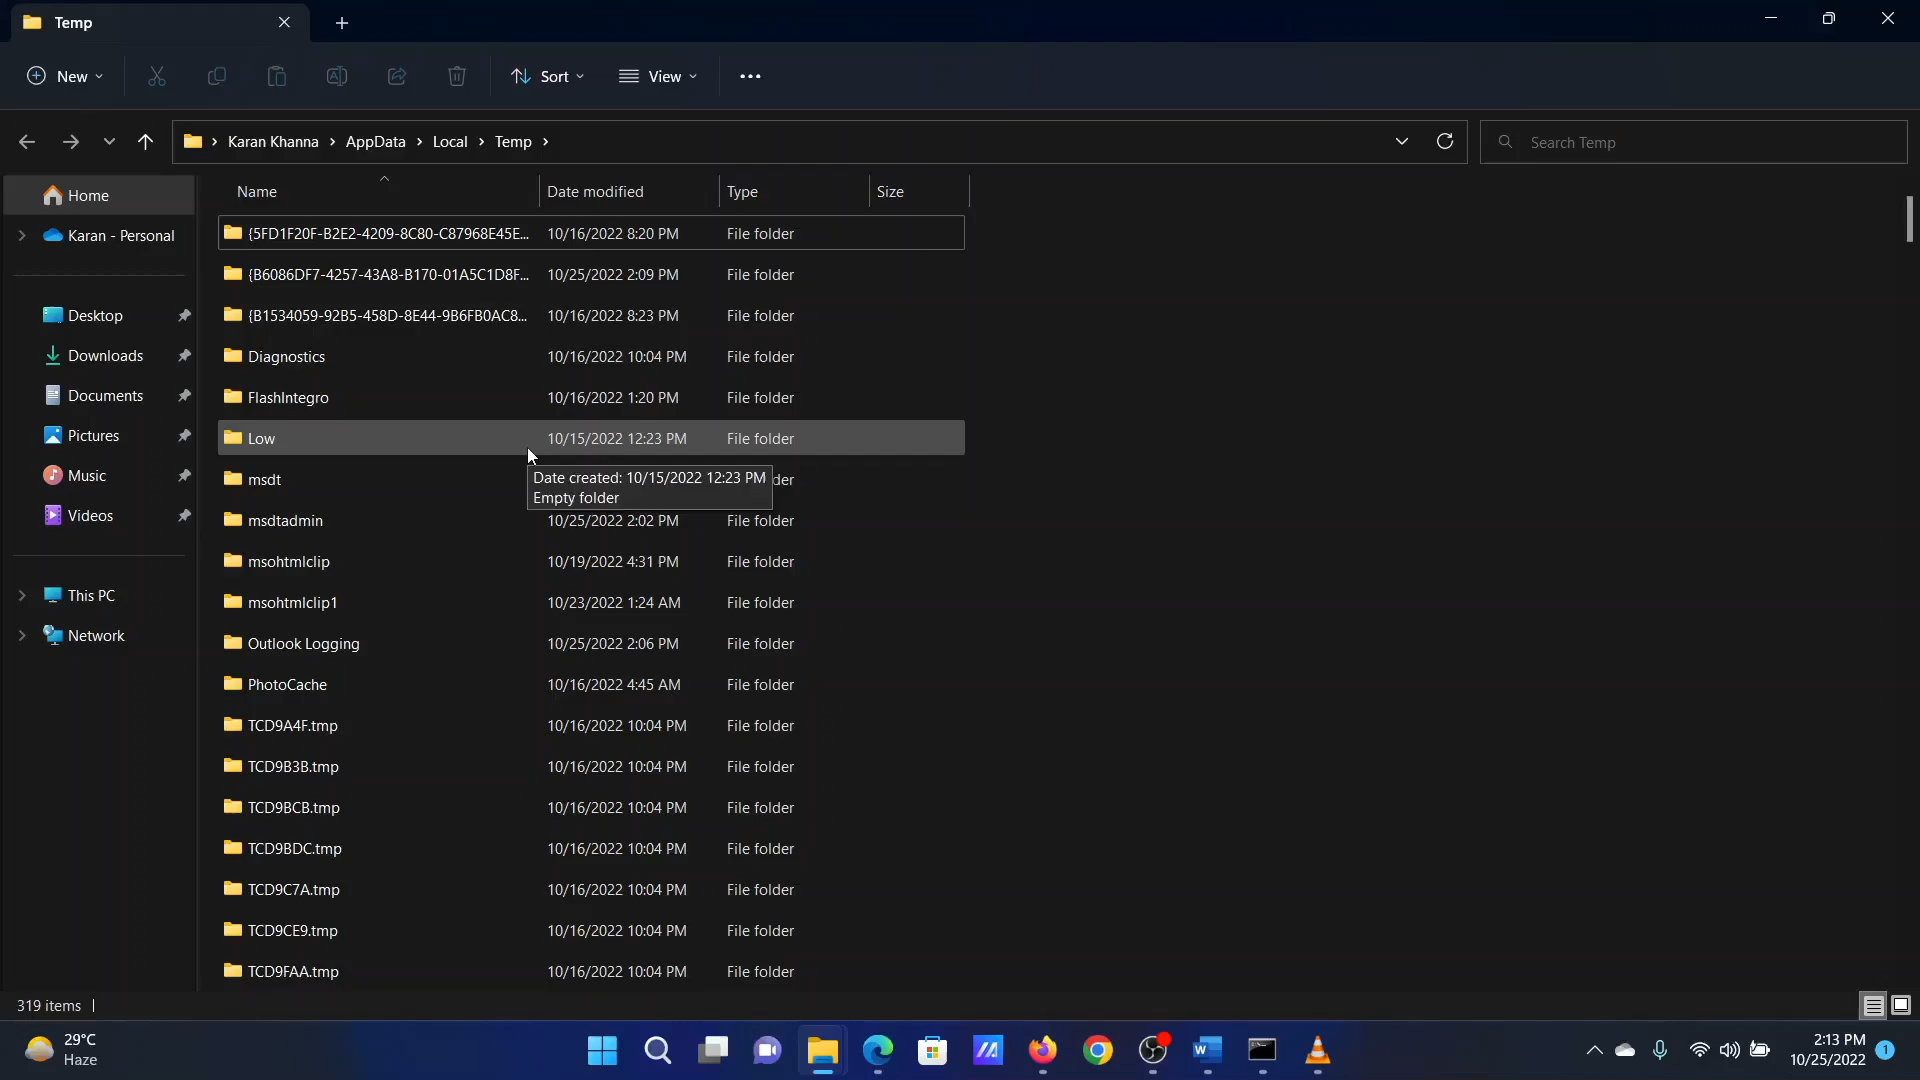 Temp
New
Sort
View
Karan Khanna > AppData > Local > Temp >
Search Temp
Name Date modified Type Size
Home
Karan - Personal
Desktop
Downloads
Documents
Pictures
Music
Videos
This PC
Network
{5FD1F20F-B2E2-4209-8C80-C87968E45E... 10/16/2022 8:20 PM File folder
{B6086DF7-4257-43A8-B170-01A5C1D8F... 10/25/2022 2:09 PM File folder
{B1534059-92B5-458D-8E44-9B6FB0AC8... 10/16/2022 8:23 PM File folder
Diagnostics 10/16/2022 10:04 PM File folder
FlashIntegro 10/16/2022 1:20 PM File folder
Low 10/15/2022 12:23 PM File folder
msdt
Date created: 10/15/2022 12:23 PM
Empty folder
msdtadmin 10/25/2022 2:02 PM File folder
msohtmlclip 10/19/2022 4:31 PM File folder
msohtmlclip1 10/23/2022 1:24 AM File folder
Outlook Logging 10/25/2022 2:06 PM File folder
PhotoCache 10/16/2022 4:45 AM File folder
TCD9A4F.tmp 10/16/2022 10:04 PM File folder
TCD9B3B.tmp 10/16/2022 10:04 PM File folder
TCD9BCB.tmp 10/16/2022 10:04 PM File folder
TCD9BDC.tmp 10/16/2022 10:04 PM File folder
TCD9C7A.tmp 10/16/2022 10:04 PM File folder
TCD9CE9.tmp 10/16/2022 10:04 PM File folder
TCD9FAA.tmp 10/16/2022 10:04 PM File folder
319 items
29°C
Haze
2:13 PM
10/25/2022
1